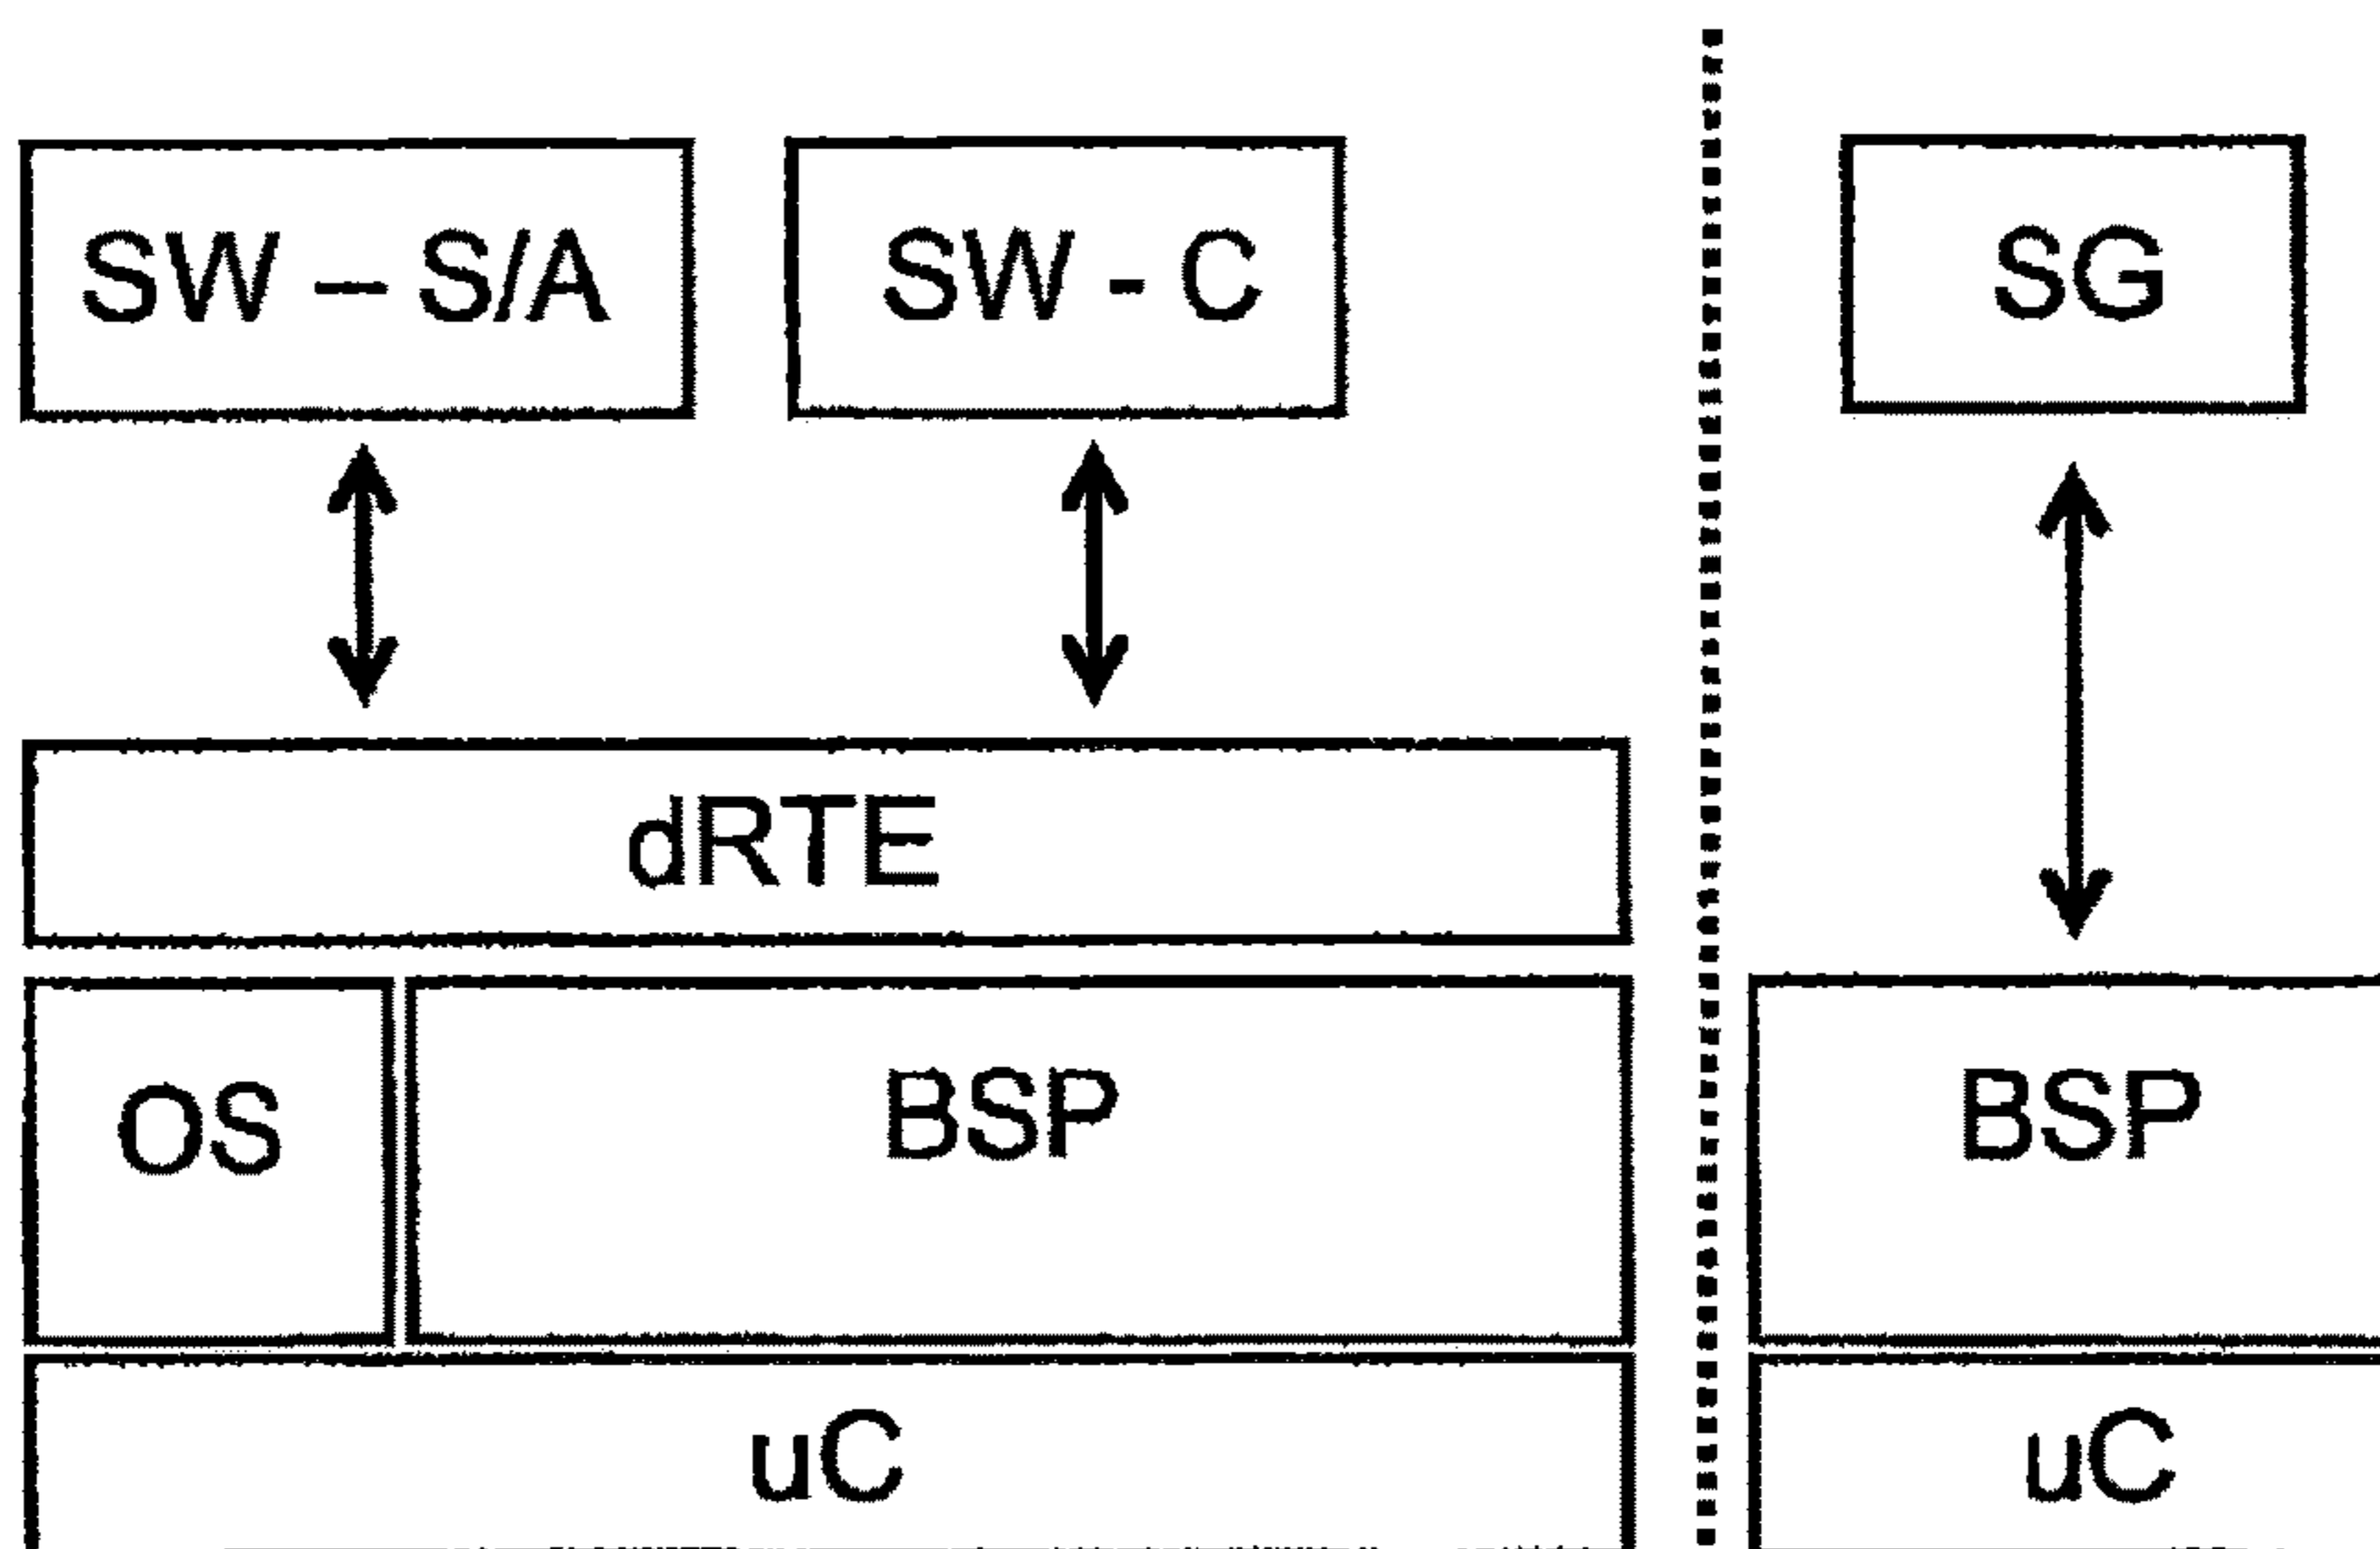 SW – S/A
SW - C
SG
dRTE
OS
BSP
BSP
uC
uC